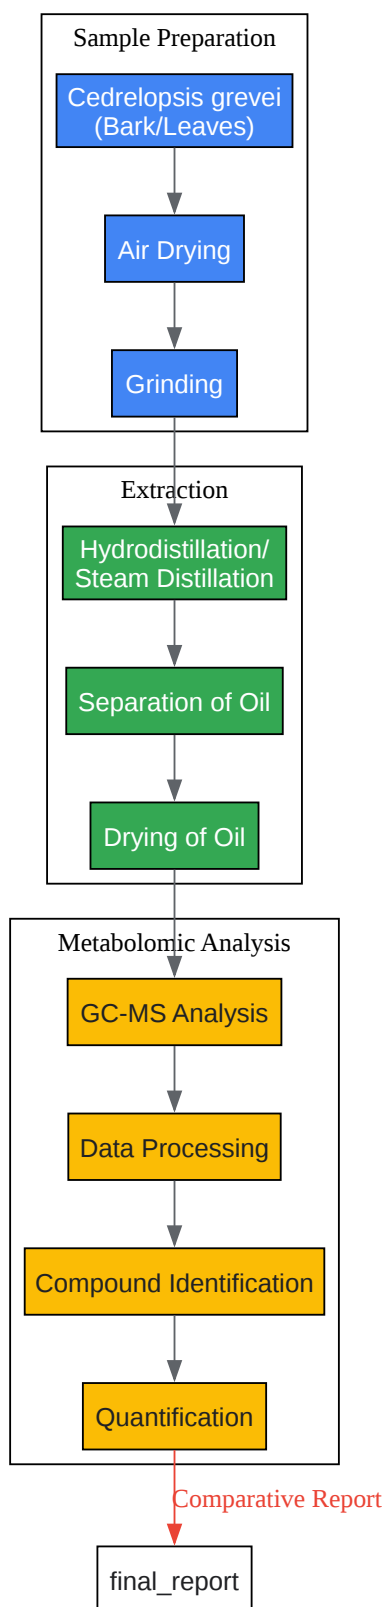 Sample Preparation
Cedrelopsis grevei
(Bark/Leaves)
Air Drying
Grinding
Extraction
Hydrodistillation/
Steam Distillation
Separation of Oil
Drying of Oil
Metabolomic Analysis
GC-MS Analysis
Data Processing
Compound Identification
Quantification
Comparative Report
final_report